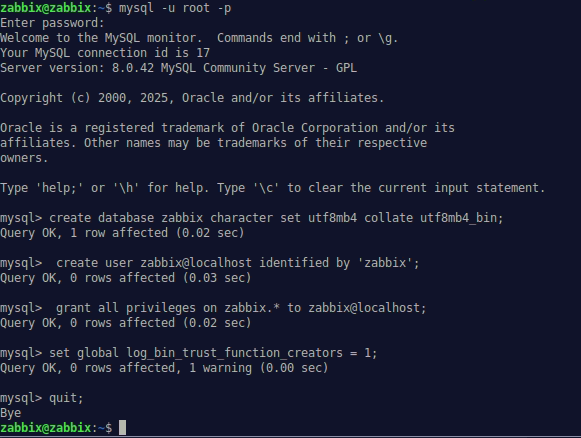 zabbix@zabbix:~$ mysql -u root -p
Enter password:
Welcome to the MySQL monitor.  Commands end with ; or \g.
Your MySQL connection id is 17
Server version: 8.0.42 MySQL Community Server - GPL

Copyright (c) 2000, 2025, Oracle and/or its affiliates.

Oracle is a registered trademark of Oracle Corporation and/or its
affiliates. Other names may be trademarks of their respective
owners.

Type 'help;' or '\h' for help. Type '\c' to clear the current input statement.

mysql> create database zabbix character set utf8mb4 collate utf8mb4_bin;
Query OK, 1 row affected (0.02 sec)

mysql>  create user zabbix@localhost identified by 'zabbix';
Query OK, 0 rows affected (0.03 sec)

mysql>  grant all privileges on zabbix.* to zabbix@localhost;
Query OK, 0 rows affected (0.02 sec)

mysql> set global log_bin_trust_function_creators = 1;
Query OK, 0 rows affected, 1 warning (0.00 sec)

mysql> quit;
Bye
zabbix@zabbix:~$